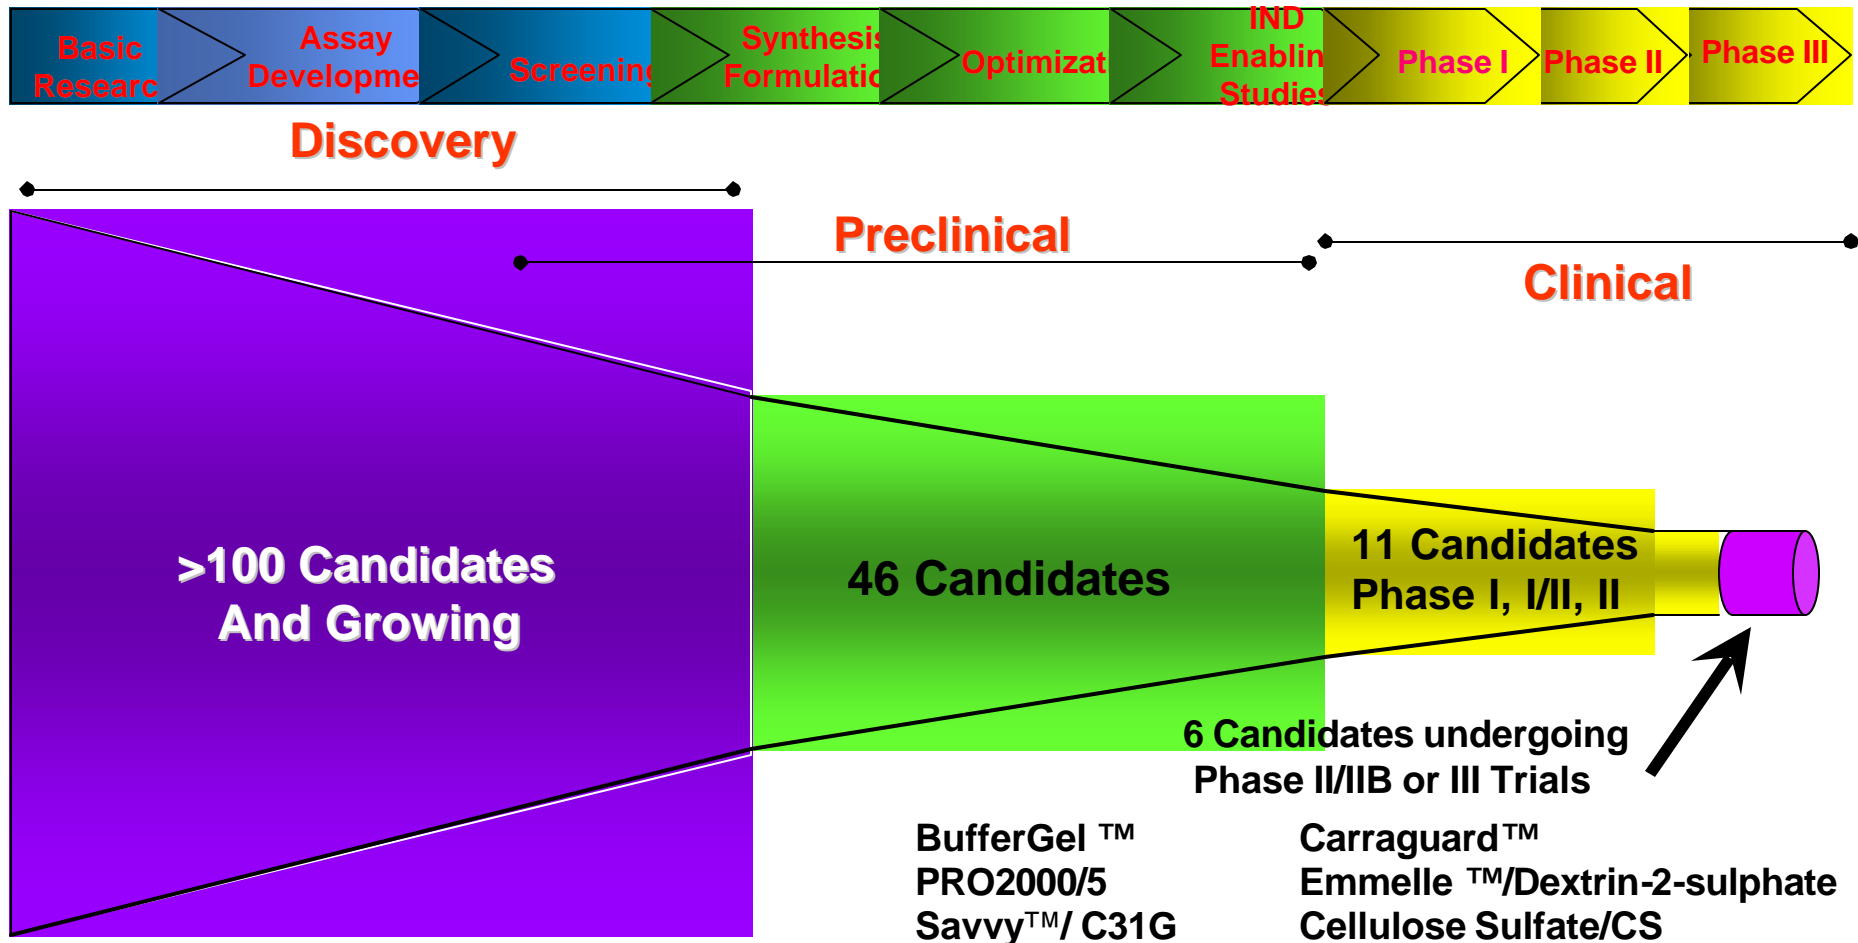 Basic
Researc
Assay
Developme
Screening
Synthesis
Formulatio
Optimizat
IND
Enablin
Studies
Phase I
Phase II
Phase III
Discovery
Preclinical
Clinical
>100 Candidates
And Growing
46 Candidates
11 Candidates
Phase I, I/II, II
6 Candidates undergoing
Phase II/IIB or III Trials
BufferGel ™
PRO2000/5
Savvy™/ C31G
Carraguard™
Emmelle ™/Dextrin-2-sulphate
Cellulose Sulfate/CS